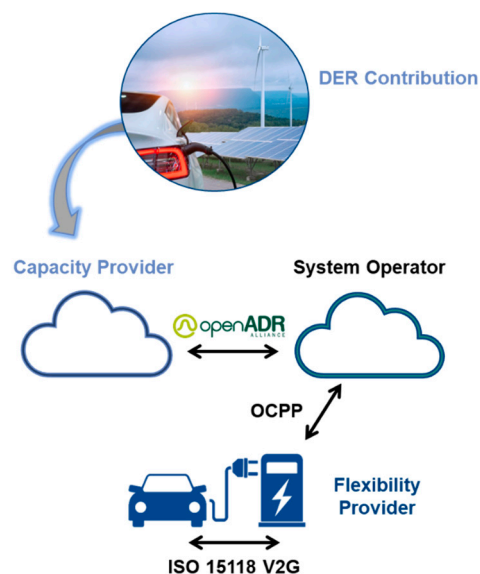 DER Contribution
Capacity Provider
System Operator
openADR
ALLIANCE
OCPP
Flexibility
Provider
ISO 15118 V2G